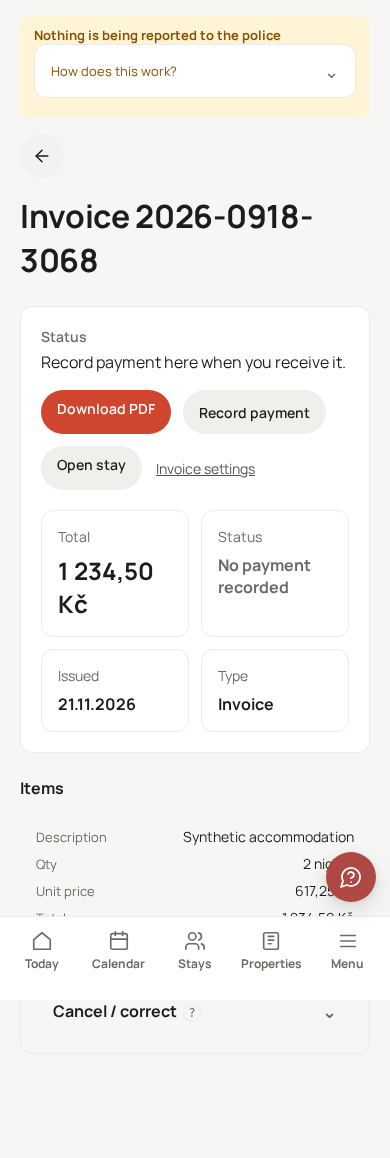 Nothing is being reported to the police
How does this work?
Invoice 2026-0918-
3068
Status
Record payment here when you receive it.
Download PDF
Record payment
Open stay
Invoice settings
Total
Status
1 234,50
Kč
No payment
recorded
Issued
Type
21.11.2026
Invoice
Items
Description
Synthetic accommodation
Qty
2
Unit price
Today
Calendar
Stays
Properties
Menu
Cancel / correct ?